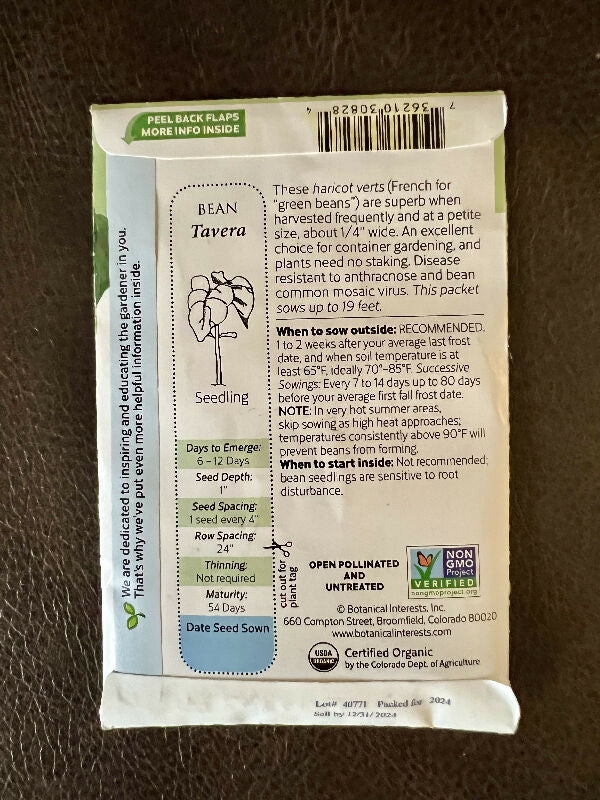 PEEL BACK FLAPS
MORE INFO INSIDE
7 36210 30828 4
We are dedicated to inspiring and educating the gardener in you.
That's why we've put even more helpful information inside.
BEAN
Tavera
Seedling
Days to Emerge:
6 – 12 Days
Seed Depth:
1"
Seed Spacing:
1 seed every 4"
Row Spacing:
24"
Thinning:
Not required
Maturity:
54 Days
Date Seed Sown
cut out for
plant tag
These haricot verts (French for
"green beans") are superb when
harvested frequently and at a petite
size, about 1/4" wide. An excellent
choice for container gardening, and
plants need no staking. Disease
resistant to anthracnose and bean
common mosaic virus. This packet
sows up to 19 feet.
When to sow outside: RECOMMENDED.
1 to 2 weeks after your average last frost
date, and when soil temperature is at
least 65°F, ideally 70°–85°F. Successive
Sowings: Every 7 to 14 days up to 80 days
before your average first fall frost date.
NOTE: In very hot summer areas,
skip sowing as high heat approaches;
temperatures consistently above 90°F will
prevent beans from forming.
When to start inside: Not recommended;
bean seedlings are sensitive to root
disturbance.
OPEN POLLINATED
AND
UNTREATED
NON
GMO
Project
VERIFIED
nongmoproject.org
© Botanical Interests, Inc.
660 Compton Street, Broomfield, Colorado 80020
www.botanicalinterests.com
USDA
ORGANIC
Certified Organic
by the Colorado Dept. of Agriculture
Lot# 40771 Packed for 2024
Sell by 12/31/2024